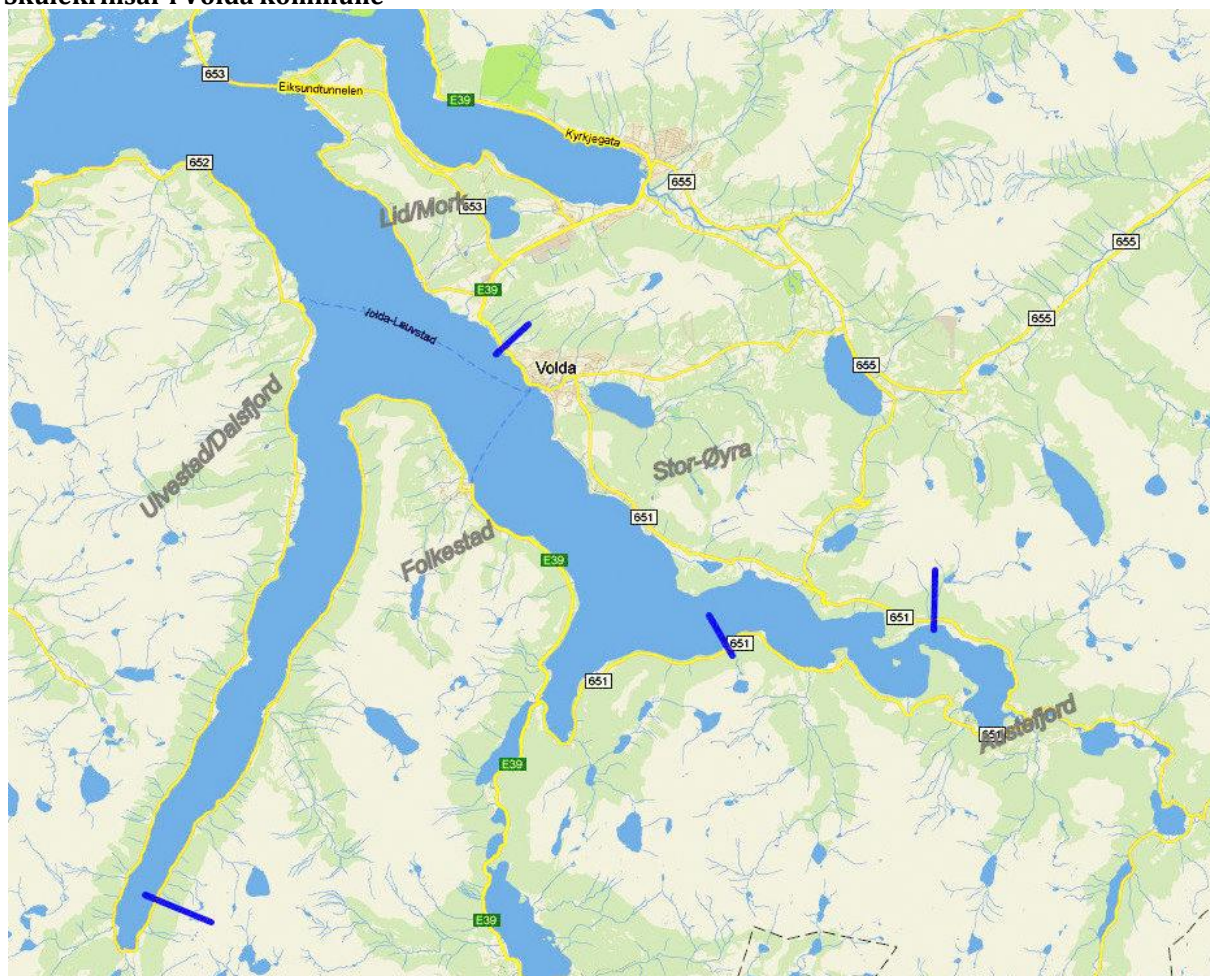 Skulekrinsar i Volda kommune
653
Eiksundtunnelen
E39
Kyrkjegata
652
655
Lid/Mork
653
655
E39
Volda-Lauvstad
655
Volda
655
Ulvestad/Dalsfjord
Stor-Øyra
651
Folkestad
E39
651
651
651
Austefjord
651
E39
E39